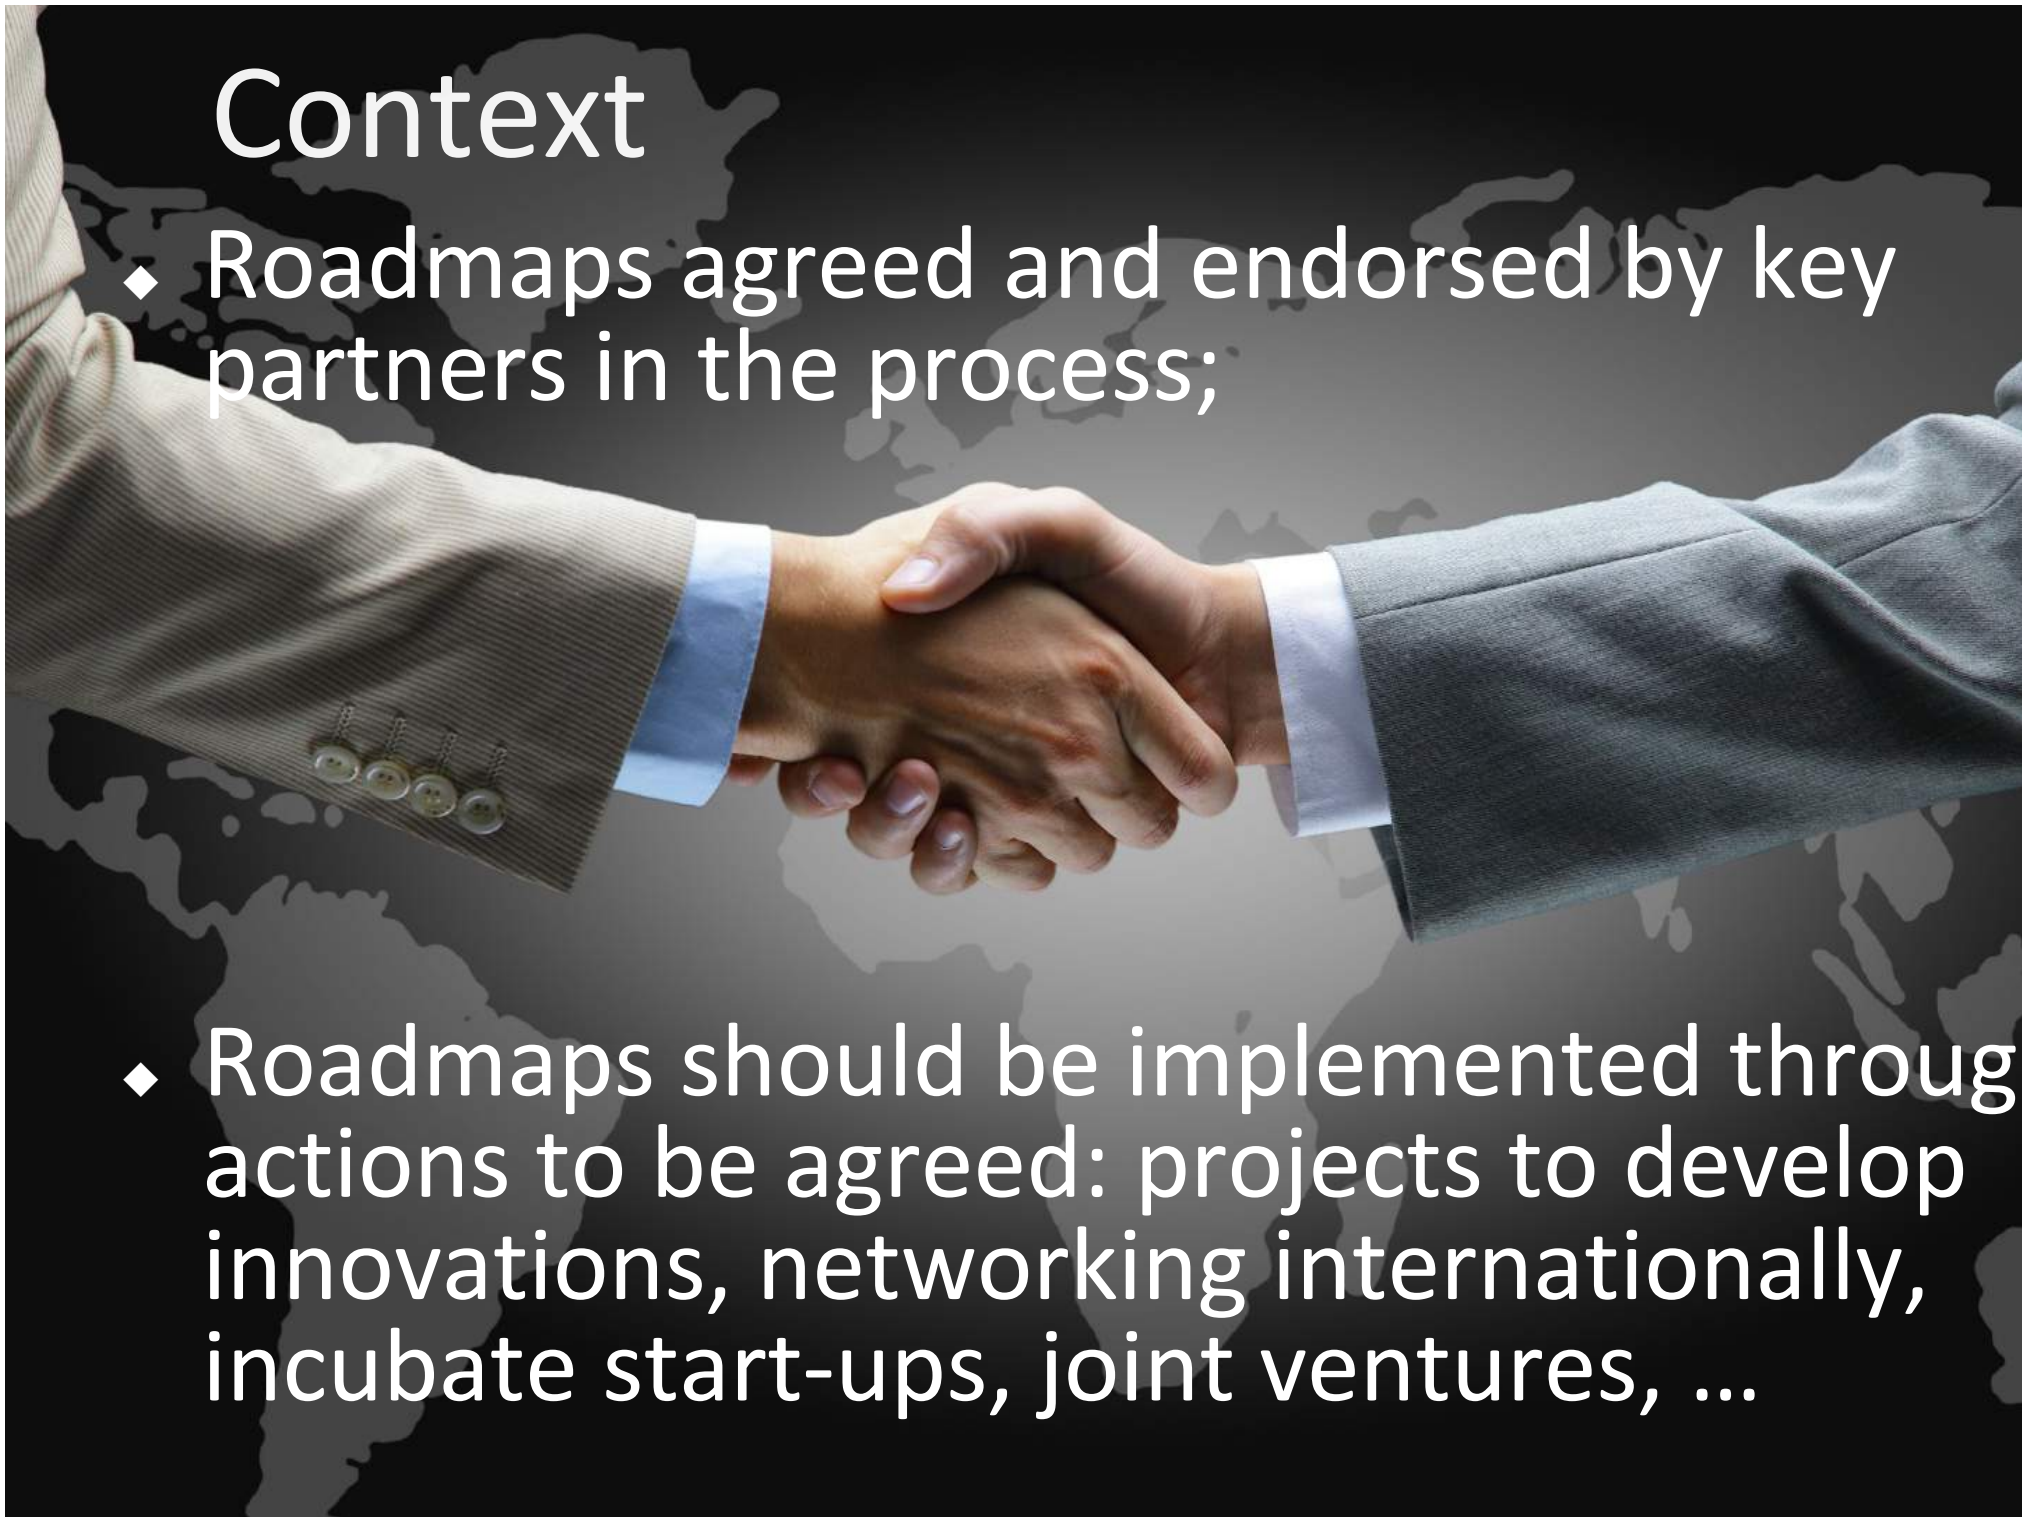 Context
◆ Roadmaps agreed and endorsed by key
partners in the process;
◆ Roadmaps should be implemented throug
actions to be agreed: projects to develop
innovations, networking internationally,
incubate start-ups, joint ventures, …